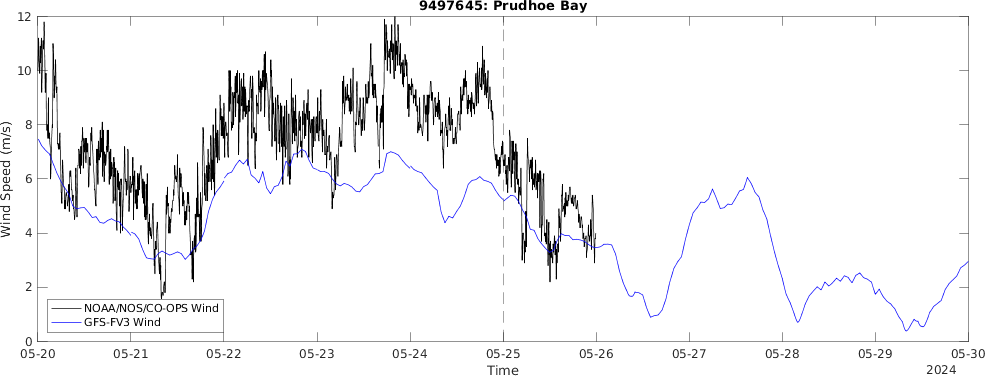 9497645: Prudhoe Bay
Wind Speed (m/s)
12
10
8
6
4
2
0
NOAA/NOS/CO-OPS Wind
GFS-FV3 Wind
05-20 05-21 05-22 05-23 05-24 05-25 05-26 05-27 05-28 05-29 05-30
Time
2024